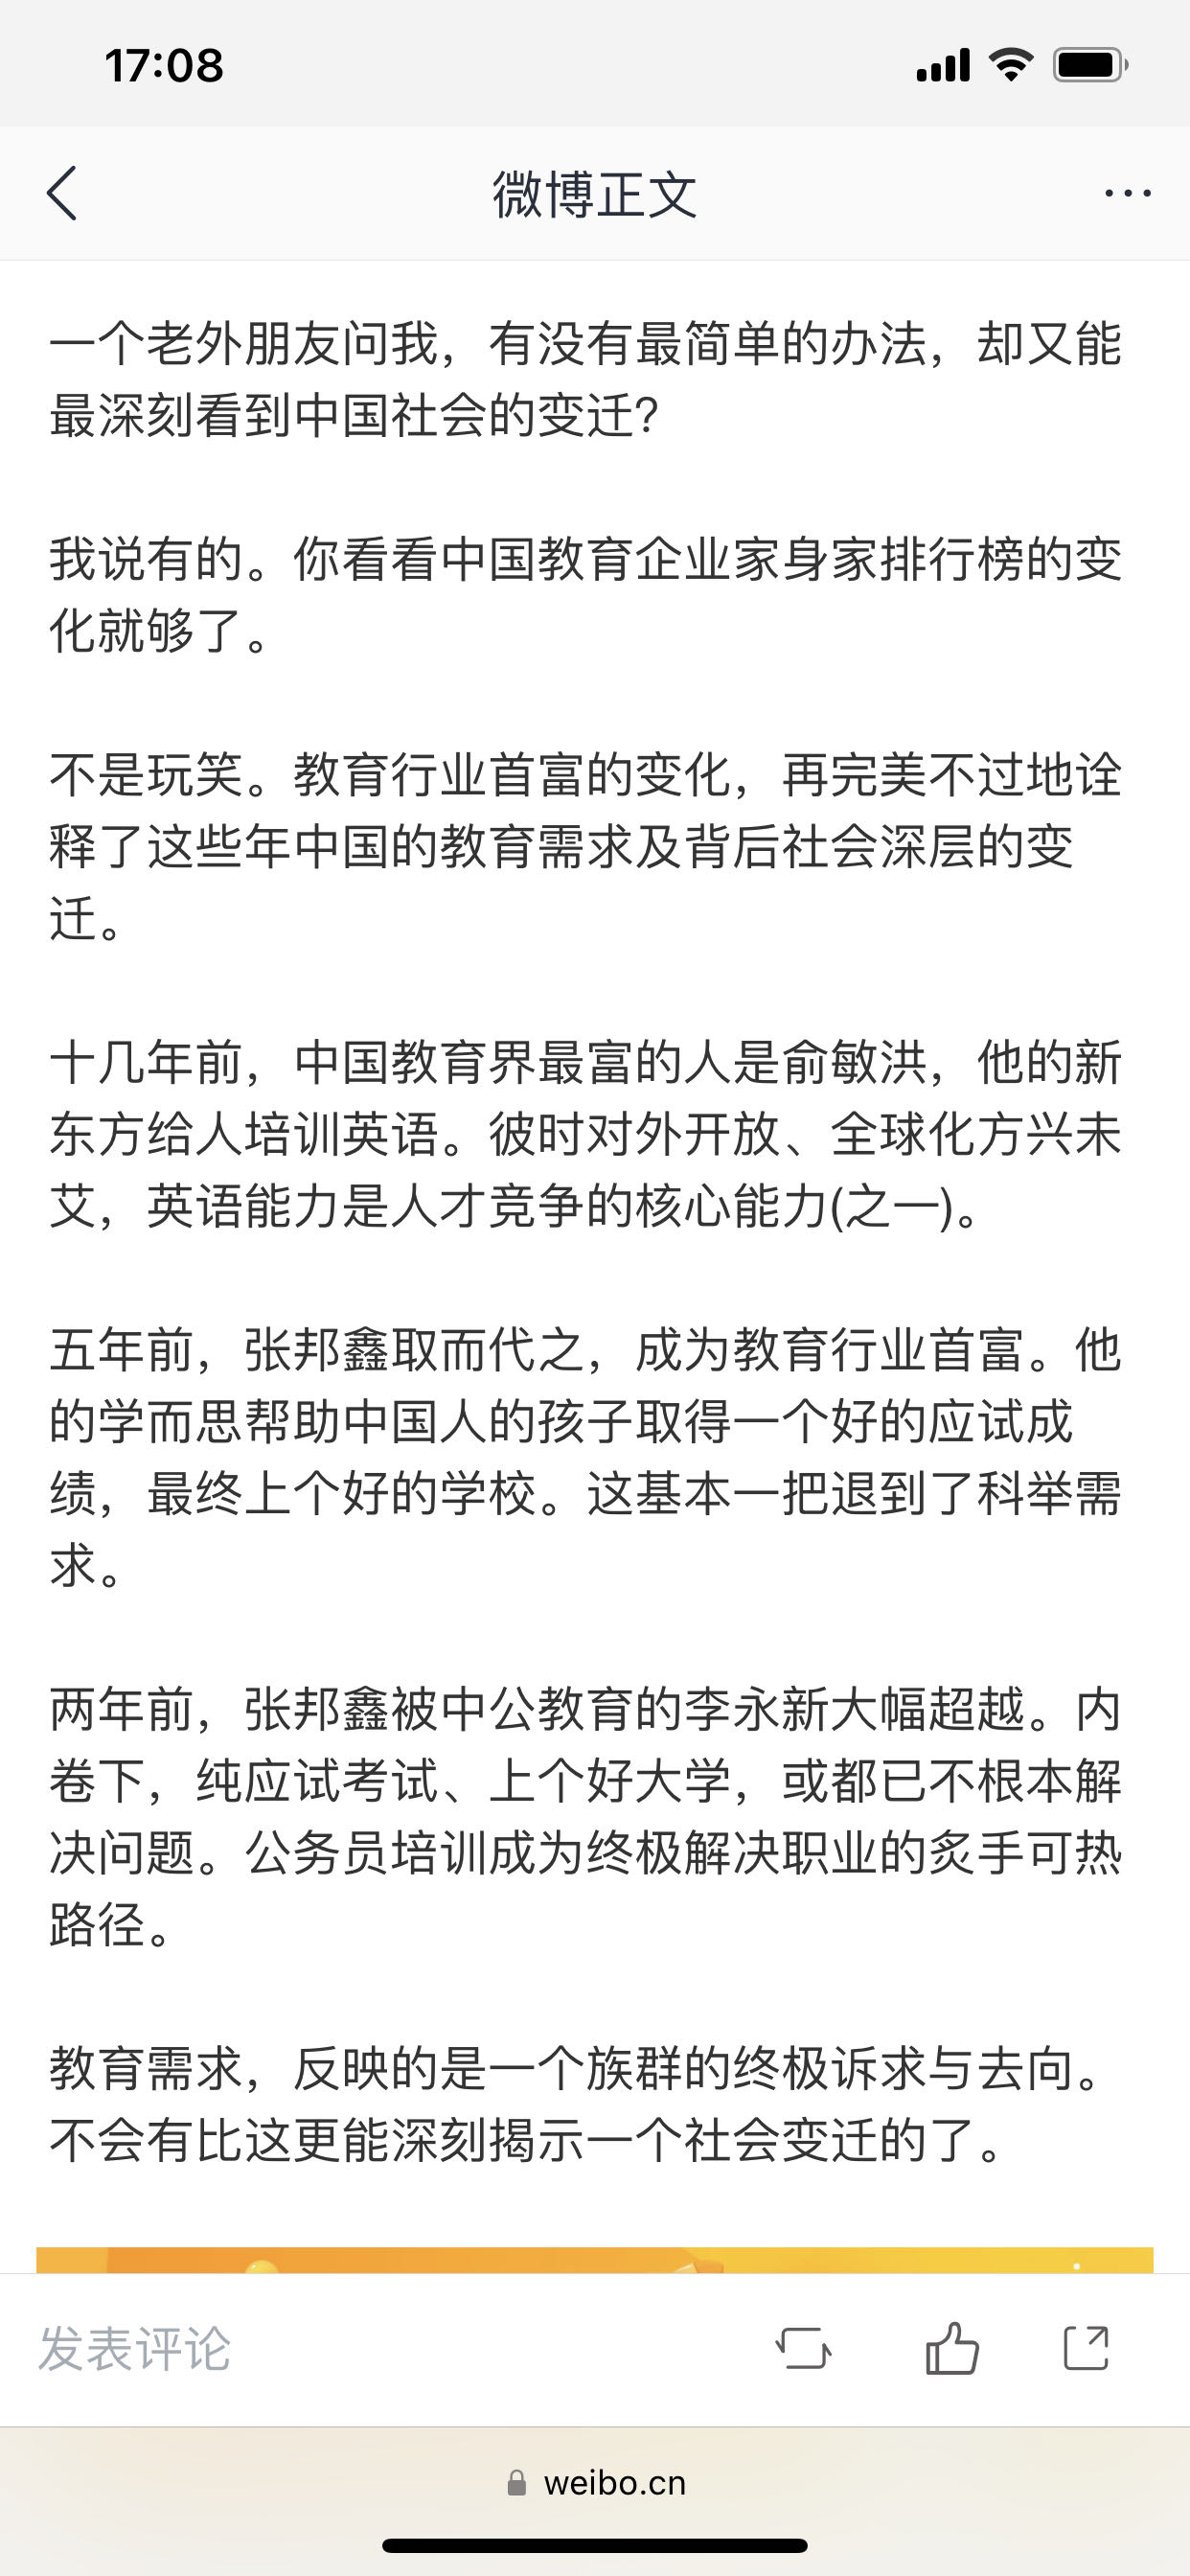 17:08
微博正文
一个老外朋友问我，有没有最简单的办法，却又能
最深刻看到中国社会的变迁？
我说有的。你看看中国教育企业家身家排行榜的变
化就够了。
不是玩笑。教育行业首富的变化，再完美不过地诠
释了这些年中国的教育需求及背后社会深层的变
迁。
十几年前，中国教育界最富的人是俞敏洪，他的新
东方给人培训英语。彼时对外开放、全球化方兴未
艾，英语能力是人才竞争的核心能力(之一)。
五年前，张邦鑫取而代之，成为教育行业首富。他
的学而思帮助中国人的孩子取得一个好的应试成
绩，最终上个好的学校。这基本一把退到了科举需
求。
两年前，张邦鑫被中公教育的李永新大幅超越。内
卷下，纯应试考试、上个好大学，或都已不根本解
决问题。公务员培训成为终极解决职业的炙手可热
路径。
教育需求，反映的是一个族群的终极诉求与去向。
不会有比这更能深刻揭示一个社会变迁的了。
发表评论
weibo.cn